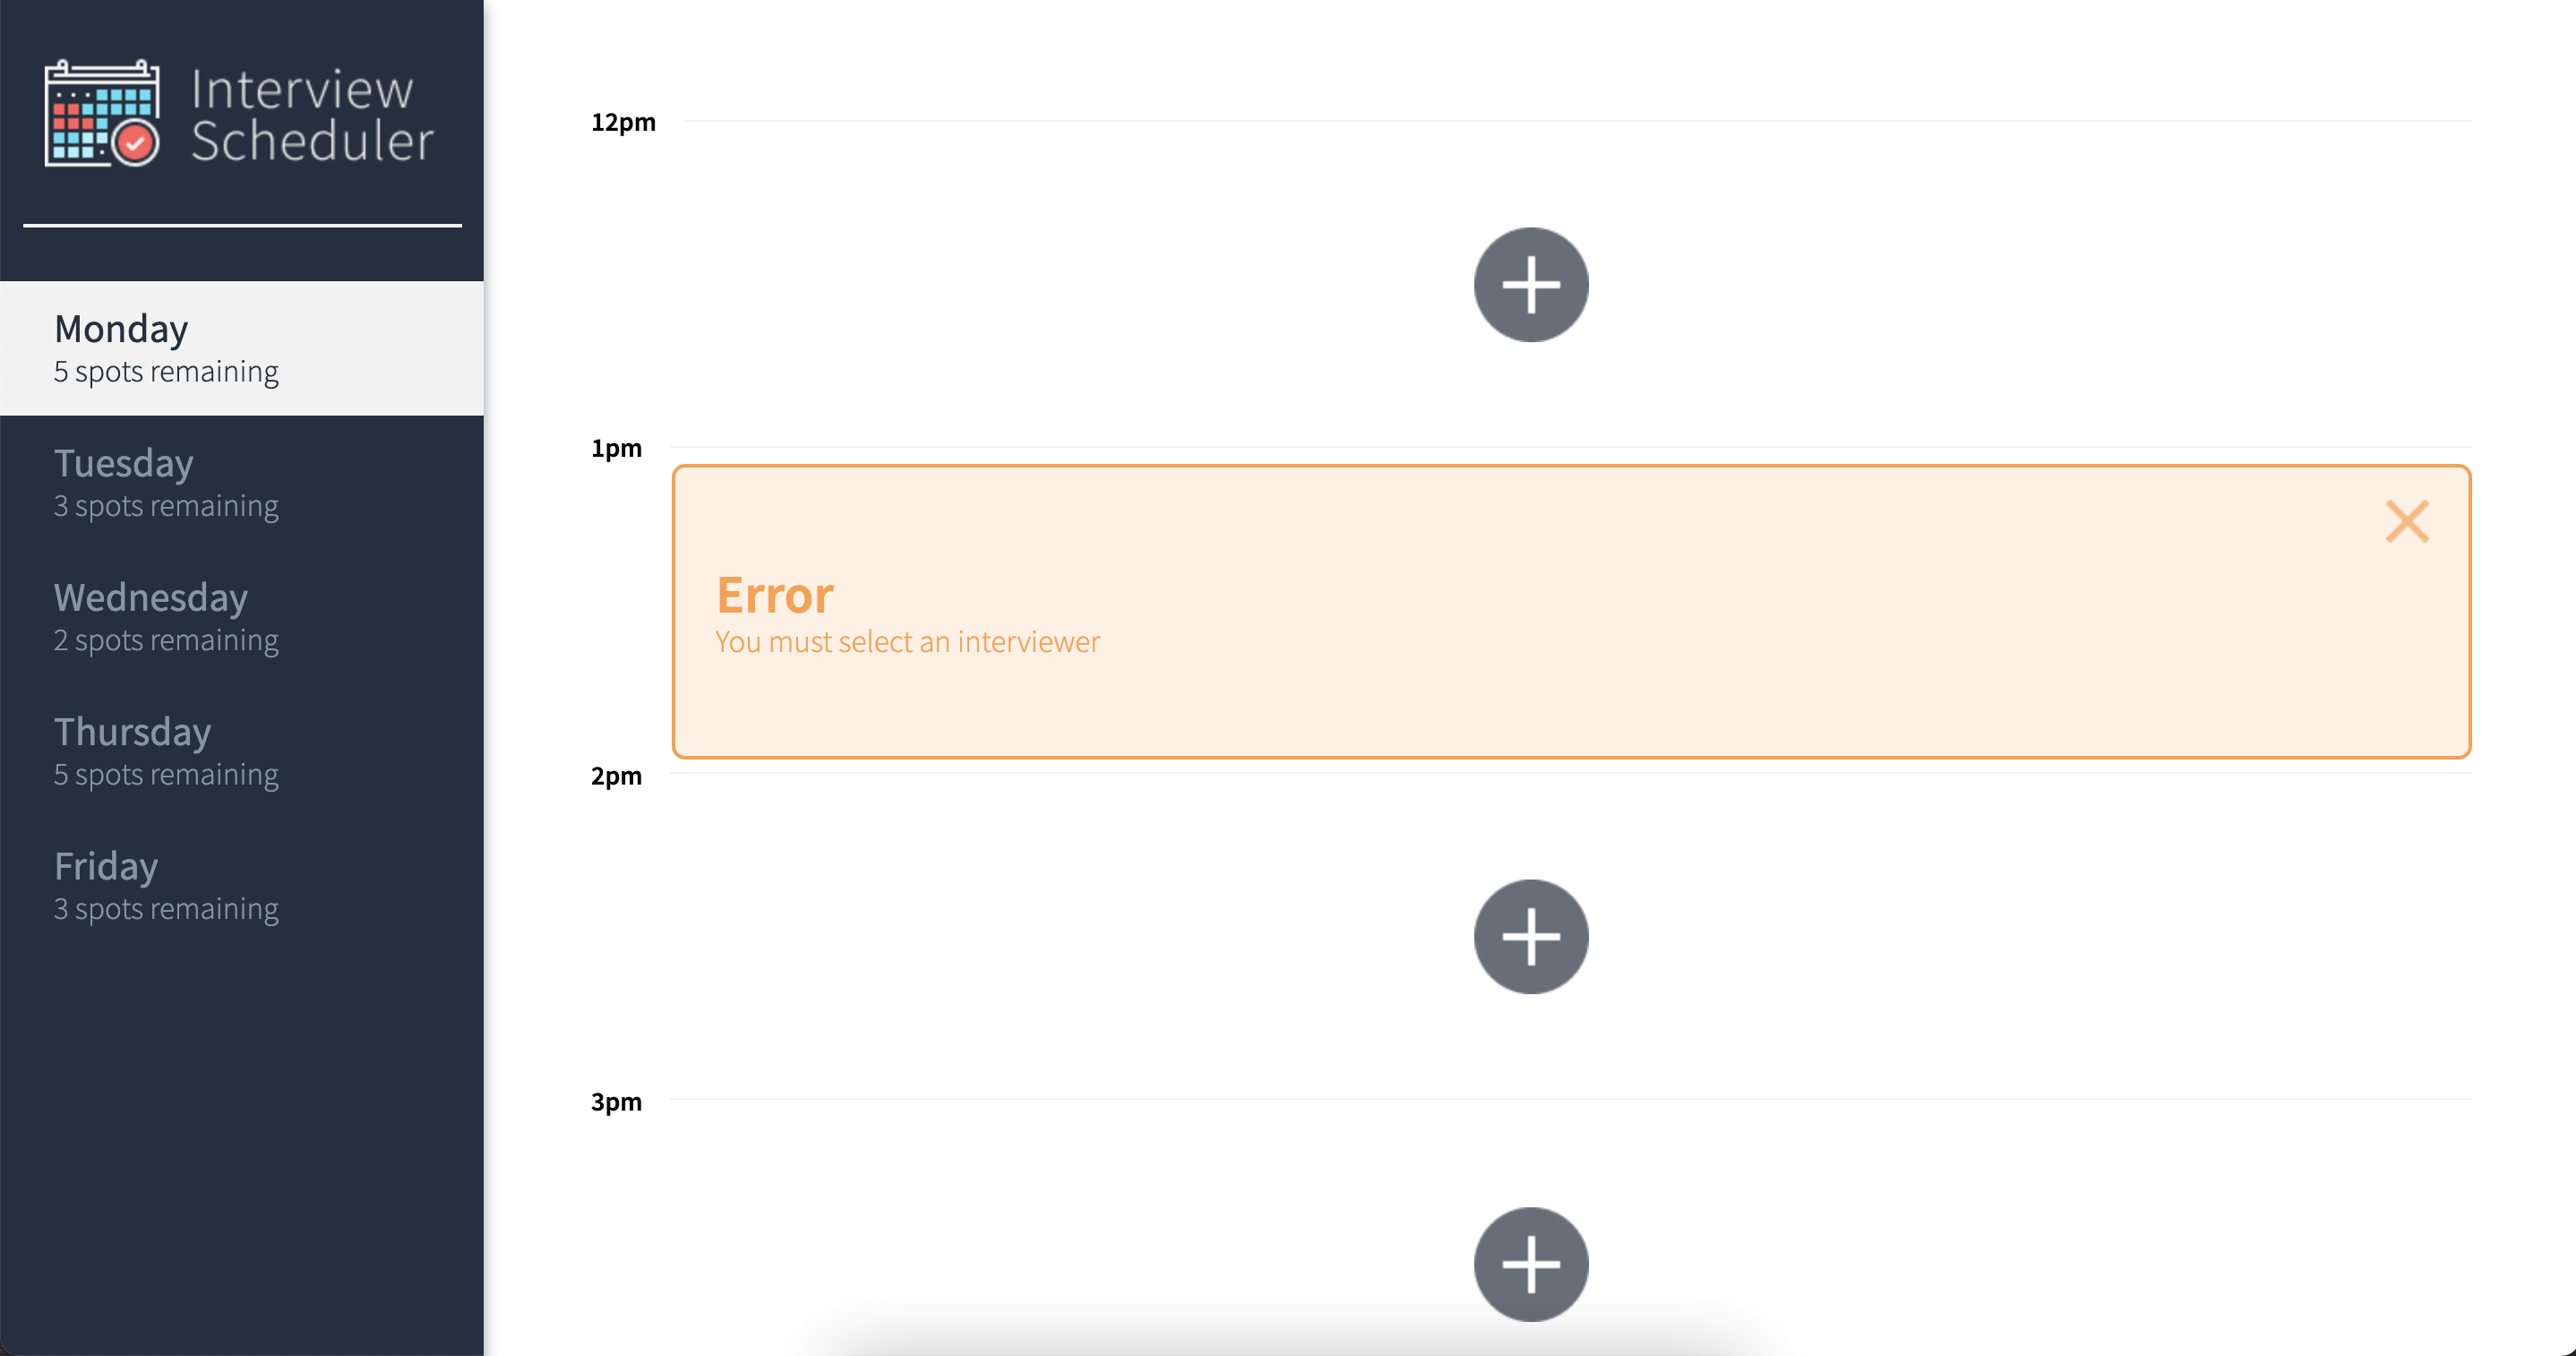 Interview
Scheduler
Monday
5 spots remaining
Tuesday
3 spots remaining
Wednesday
2 spots remaining
Thursday
5 spots remaining
Friday
3 spots remaining
12pm
1pm
Error
You must select an interviewer
2pm
3pm